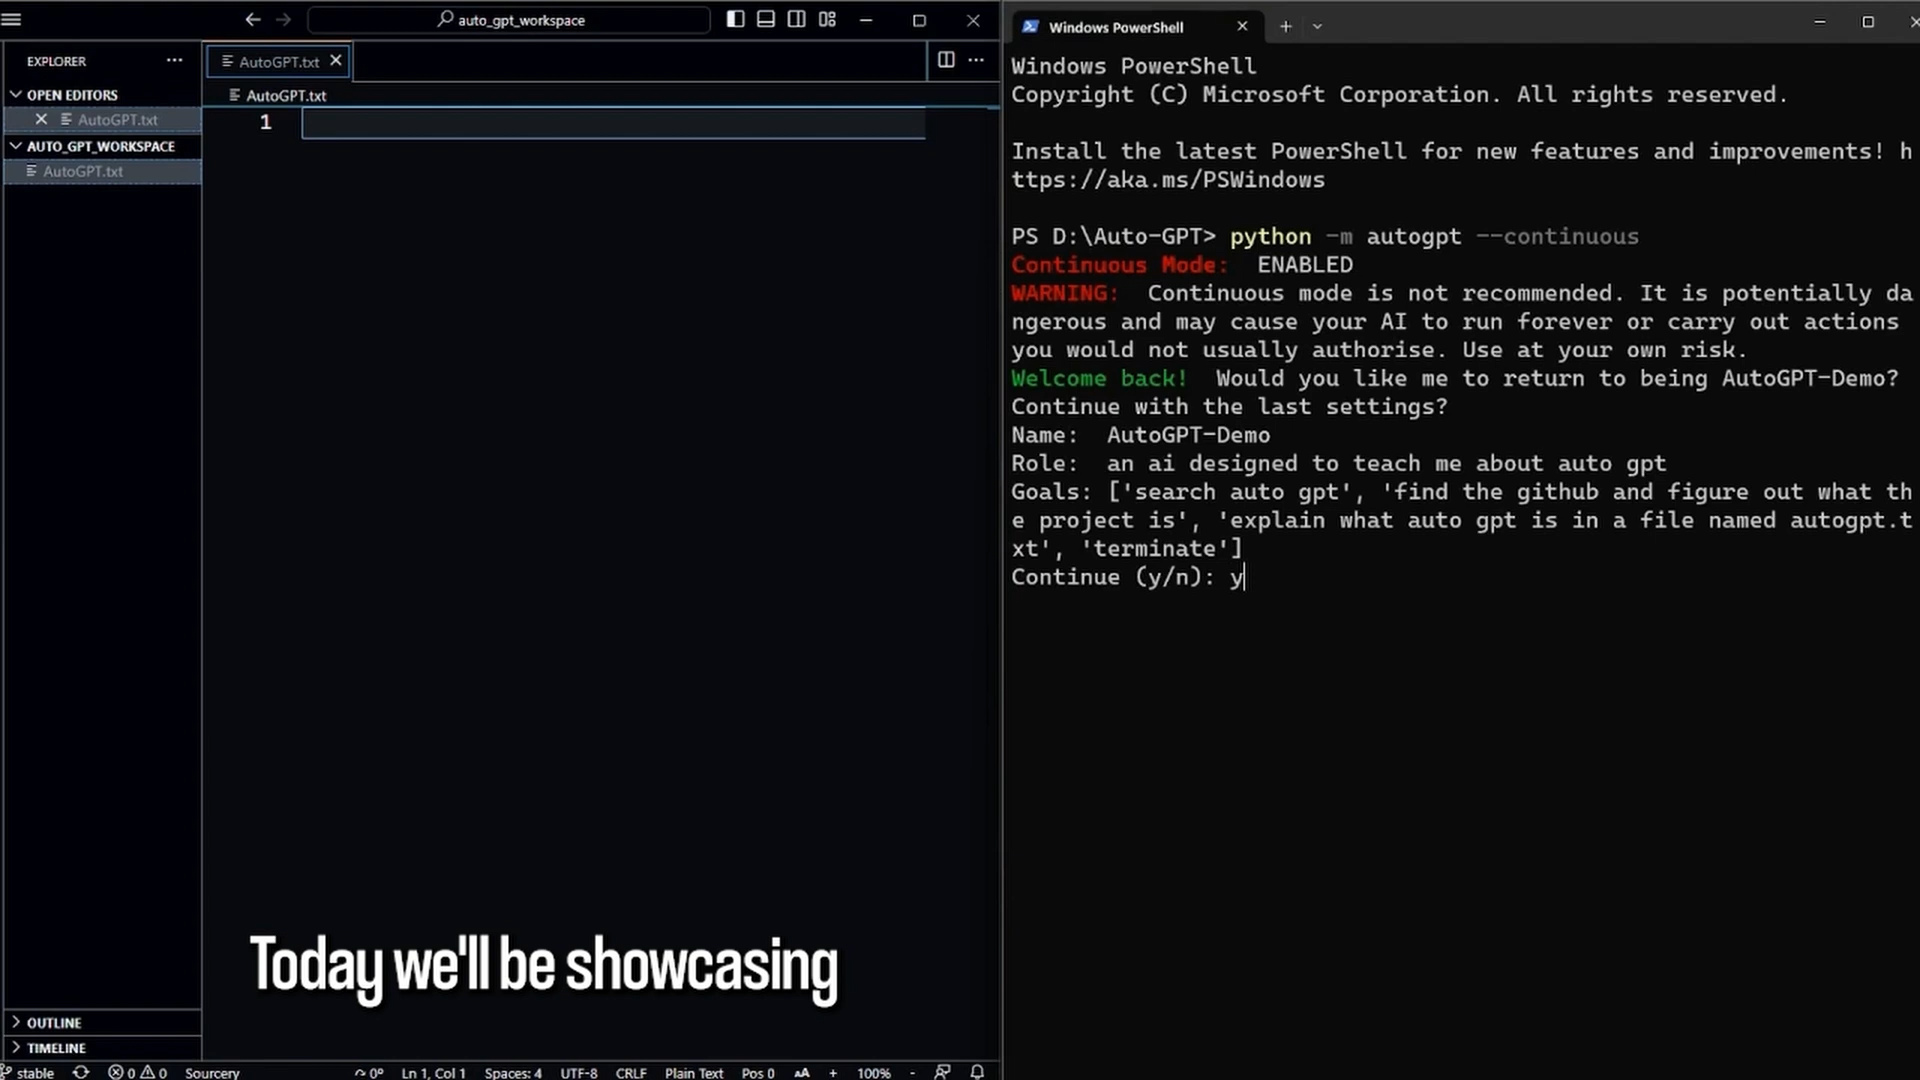 auto_gpt_workspace
EXPLORER
OPEN EDITORS
AutoGPT.txt
AUTO_GPT_WORKSPACE
AutoGPT.txt
OUTLINE
TIMELINE
AutoGPT.txt
AutoGPT.txt
1
Today we'll be showcasing
stable 0 0 Sourcery 0° Ln 1, Col 1 Spaces: 4 UTF-8 CRLF Plain Text Pos 0 aA + 100% -
Windows PowerShell
Windows PowerShell
Copyright (C) Microsoft Corporation. All rights reserved.
Install the latest PowerShell for new features and improvements! h
ttps://aka.ms/PSWindows
PS D:\Auto-GPT> python -m autogpt --continuous
Continuous Mode:  ENABLED
WARNING:  Continuous mode is not recommended. It is potentially da
ngerous and may cause your AI to run forever or carry out actions
you would not usually authorise. Use at your own risk.
Welcome back!  Would you like me to return to being AutoGPT-Demo?
Continue with the last settings?
Name:  AutoGPT-Demo
Role:  an ai designed to teach me about auto gpt
Goals: ['search auto gpt', 'find the github and figure out what th
e project is', 'explain what auto gpt is in a file named autogpt.t
xt', 'terminate']
Continue (y/n): y